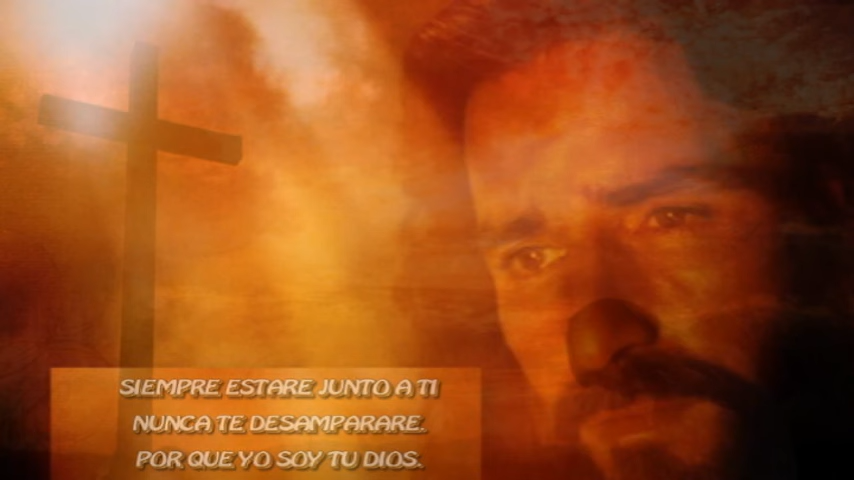 SIEMPRE ESTARE JUNTO A TI
NUNCA TE DESAMPARARE.
POR QUE YO SOY TU DIOS.